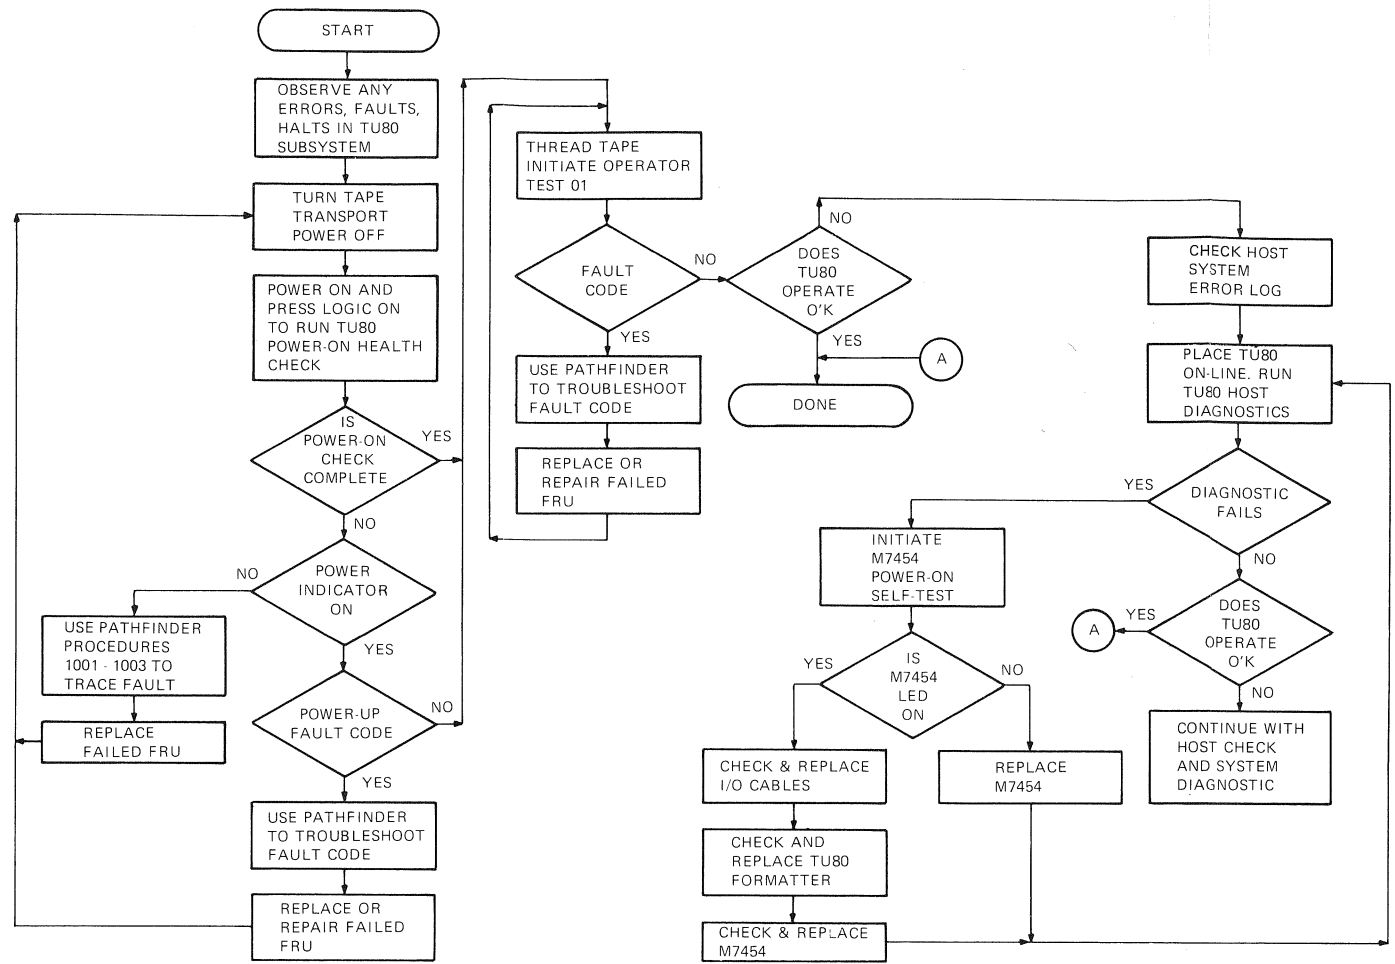 START
OBSERVE ANY
ERRORS, FAULTS,
HALTS IN TU80
SUBSYSTEM
TURN TAPE
TRANSPORT
POWER OFF
POWER ON AND
PRESS LOGIC ON
TO RUN TU80
POWER-ON HEALTH
CHECK
IS
POWER-ON
CHECK
COMPLETE
YES
NO
POWER
INDICATOR
ON
NO
YES
USE PATHFINDER
PROCEDURES
1001 - 1003 TO
TRACE FAULT
REPLACE
FAILED FRU
POWER-UP
FAULT CODE
NO
YES
USE PATHFINDER
TO TROUBLESHOOT
FAULT CODE
REPLACE OR
REPAIR FAILED
FRU
THREAD TAPE
INITIATE OPERATOR
TEST 01
FAULT
CODE
NO
YES
USE PATHFINDER
TO TROUBLESHOOT
FAULT CODE
REPLACE OR
REPAIR FAILED
FRU
DOES
TU80
OPERATE
O'K
NO
YES
A
DONE
CHECK HOST
SYSTEM
ERROR LOG
PLACE TU80
ON-LINE. RUN
TU80 HOST
DIAGNOSTICS
DIAGNOSTIC
FAILS
YES
NO
INITIATE
M7454
POWER-ON
SELF-TEST
IS
M7454
LED
ON
YES
NO
CHECK & REPLACE
I/O CABLES
CHECK AND
REPLACE TU80
FORMATTER
CHECK & REPLACE
M7454
REPLACE
M7454
DOES
TU80
OPERATE
O'K
YES
A
NO
CONTINUE WITH
HOST CHECK
AND SYSTEM
DIAGNOSTIC